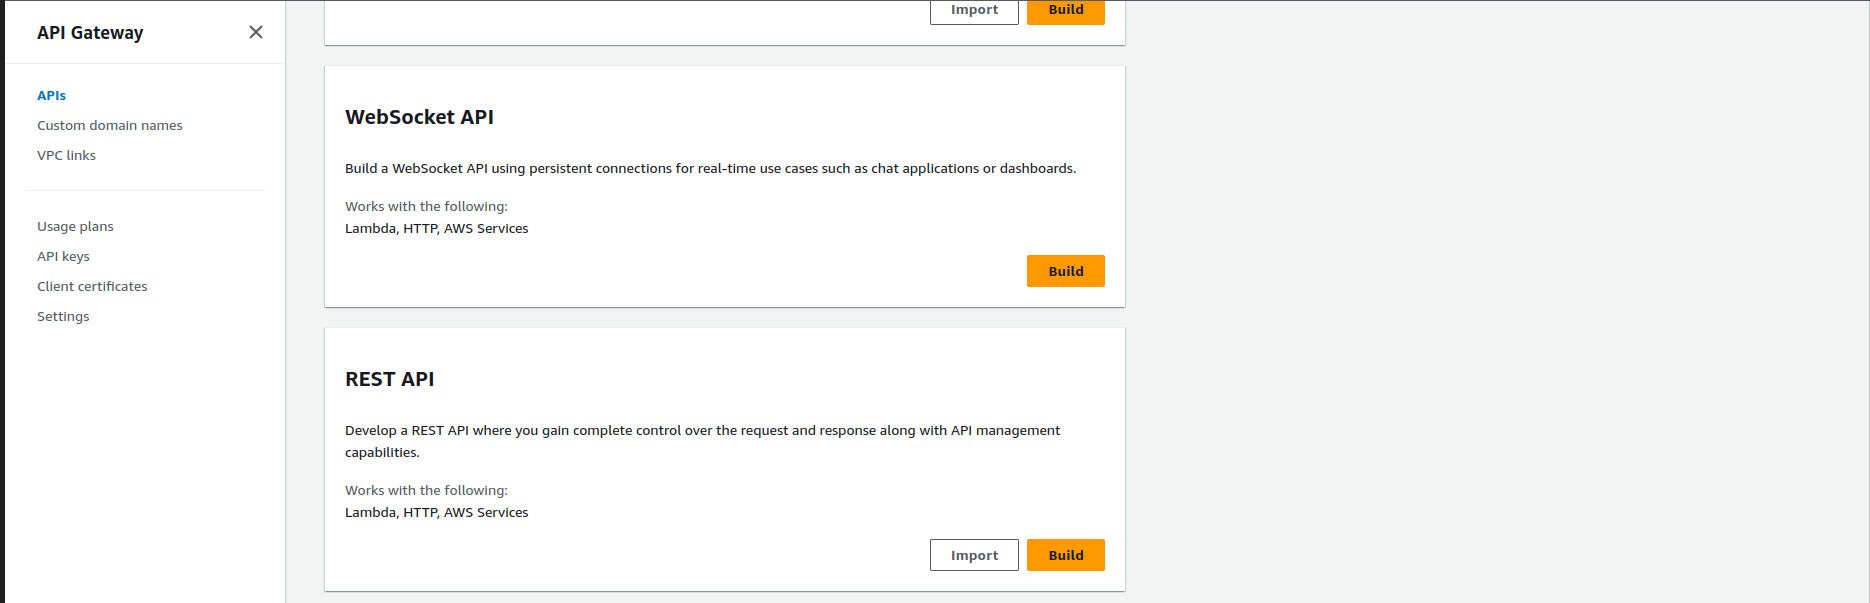 API Gateway
APIs
Custom domain names
VPC links
Usage plans
API keys
Client certificates
Settings
Import
Build
WebSocket API
Build a WebSocket API using persistent connections for real-time use cases such as chat applications or dashboards.
Works with the following:
Lambda, HTTP, AWS Services
Build
REST API
Develop a REST API where you gain complete control over the request and response along with API management
capabilities.
Works with the following:
Lambda, HTTP, AWS Services
Import
Build